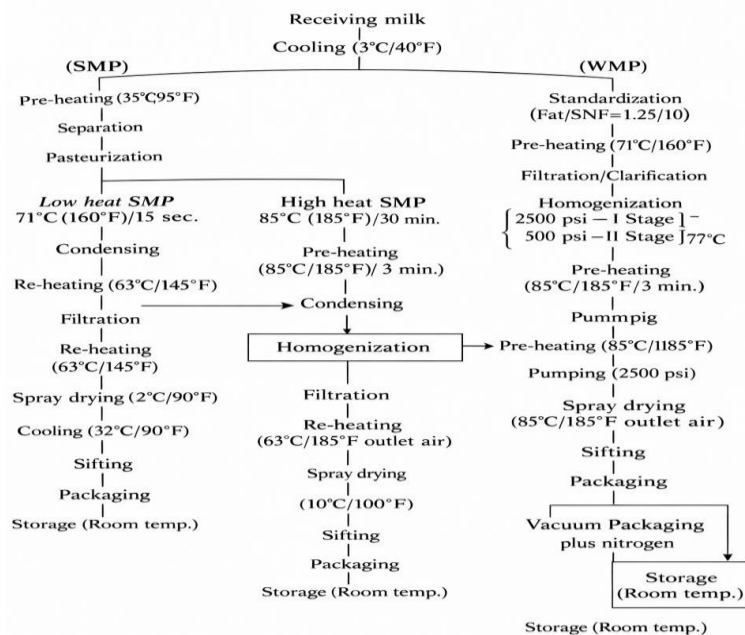 Receiving milk
Cooling (3°C/40°F)
(SMP)
Pre-heating (35°C95°F)
Separation
Pasteurization
Low heat SMP
71°C (160°F)/15 sec.
Condensing
Re-heating (63°C/145°F)
Filtration
Re-heating
(63°C/145°F)
Spray drying (2°C/90°F)
Cooling (32°C/90°F)
Sifting
Packaging
Storage (Room temp.)
High heat SMP
85°C (185°F)/30 min.
Pre-heating
(85°C/185°F)/ 3 min.)
Condensing
Homogenization
Filtration
Re-heating
(63°C/185°F outlet air)
Spray drying
(10°C/100°F)
Sifting
Packaging
Storage (Room temp.)
(WMP)
Standardization
(Fat/SNF=1.25/10)
Pre-heating (71°C/160°F)
Filtration/Clarification
Homogenization
2500 psi – I Stage
500 psi –II Stage
77°C
Pre-heating
(85°C/185°F/3 min.)
Pummpig
Pre-heating (85°C/1185°F)
Pumping (2500 psi)
Spray drying
(85°C/185°F outlet air)
Sifting
Packaging
Vacuum Packaging
plus nitrogen
Storage
(Room temp.)
Storage (Room temp.)